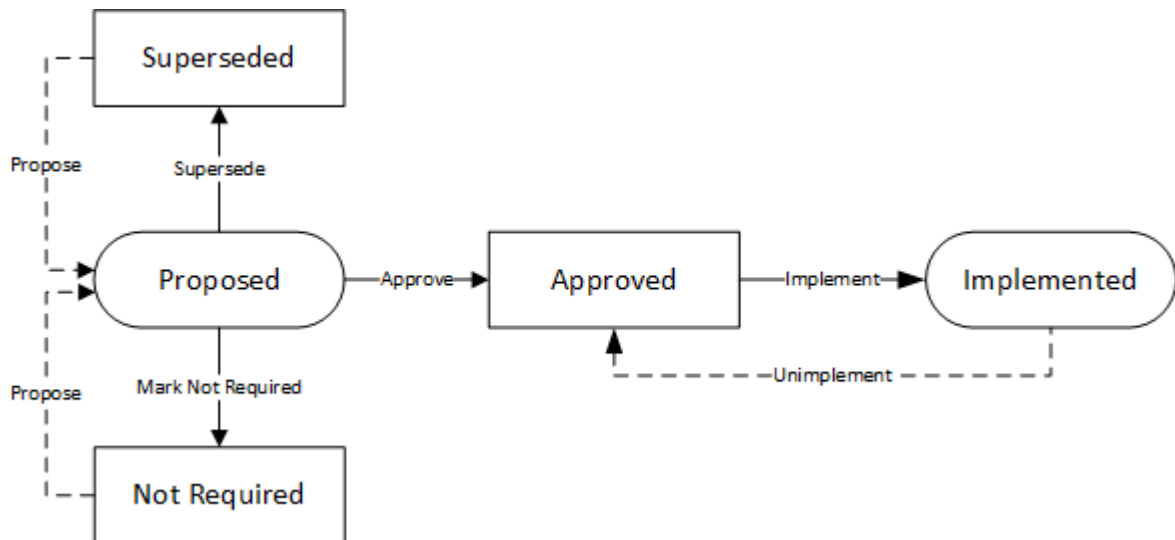 Superseded
Propose
Supersede
Proposed
Approve
Approved
Implement
Implemented
Unimplement
Propose
Mark Not Required
Not Required